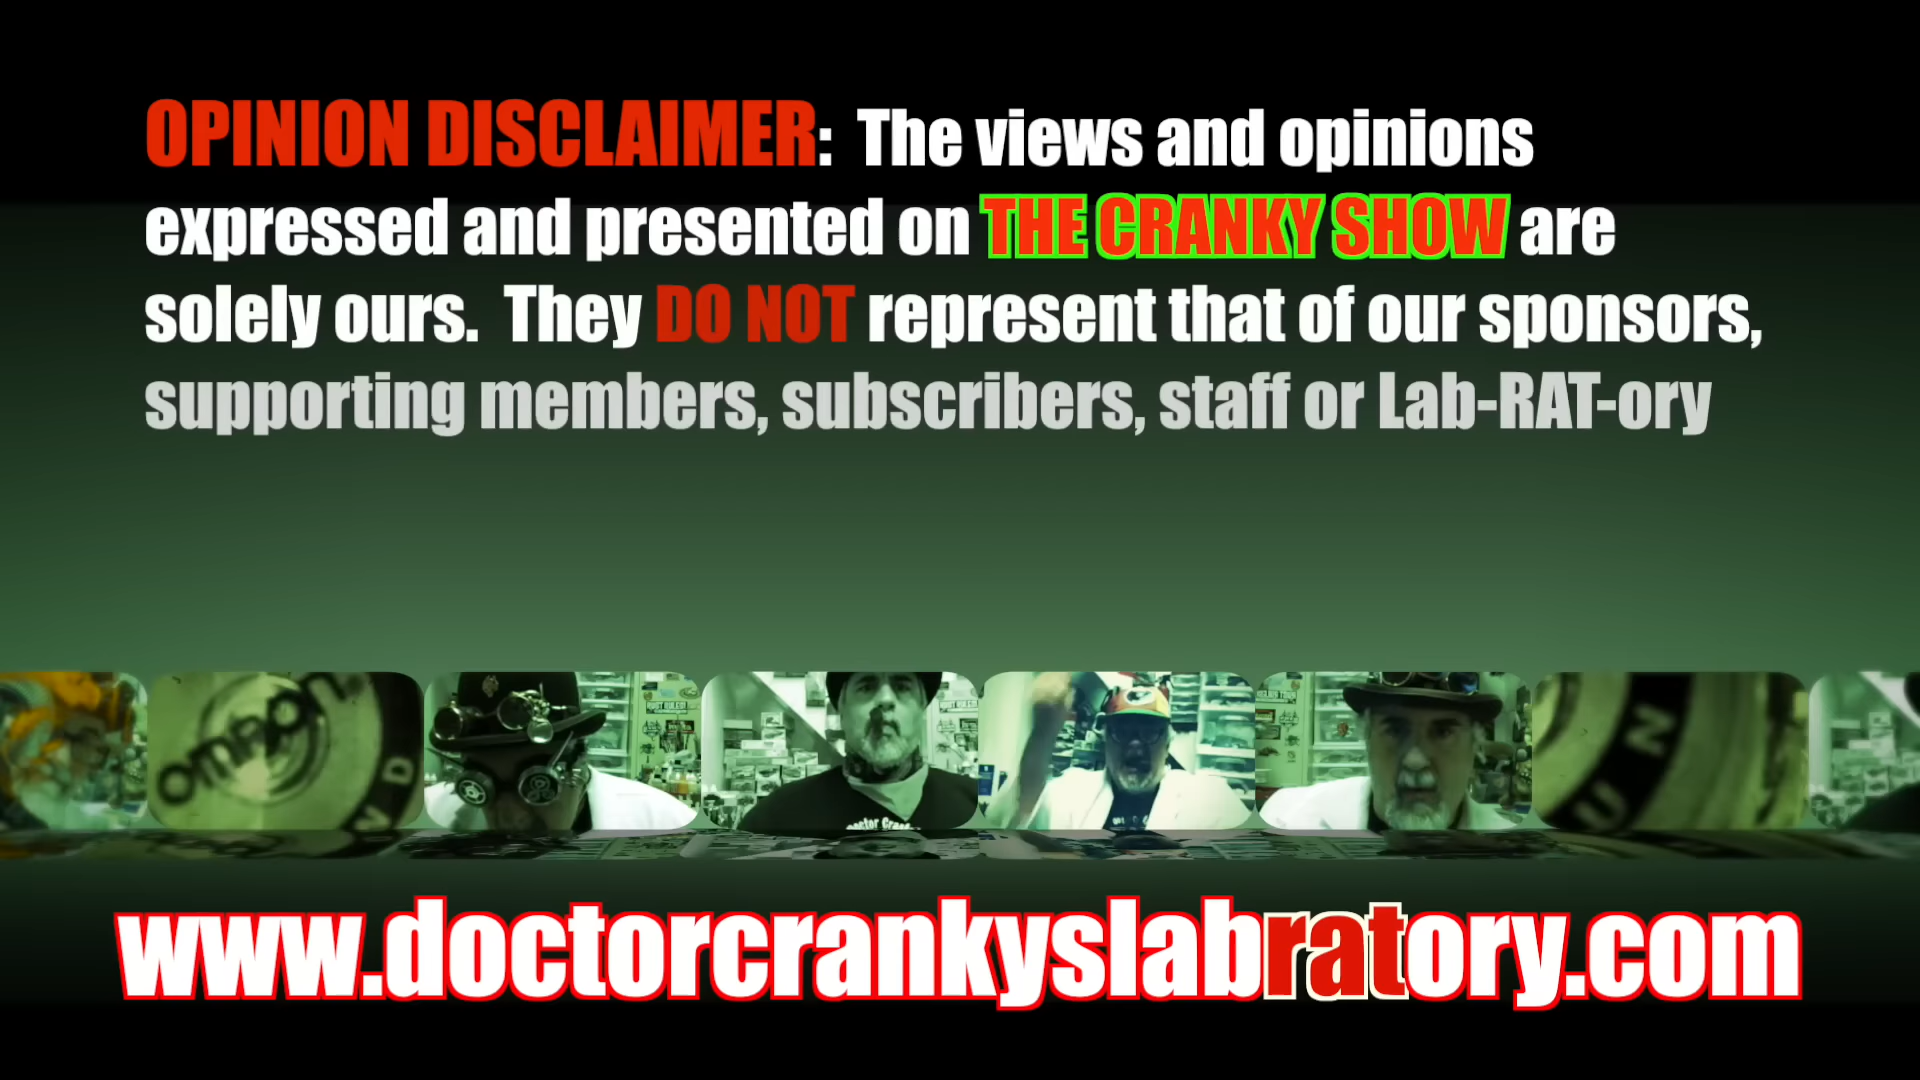 OPINION DISCLAIMER: The views and opinions
expressed and presented on THE CRANKY SHOW are
solely ours. They DO NOT represent that of our sponsors,
supporting members, subscribers, staff or Lab-RAT-ory
www.doctorcrankyslabratory.com